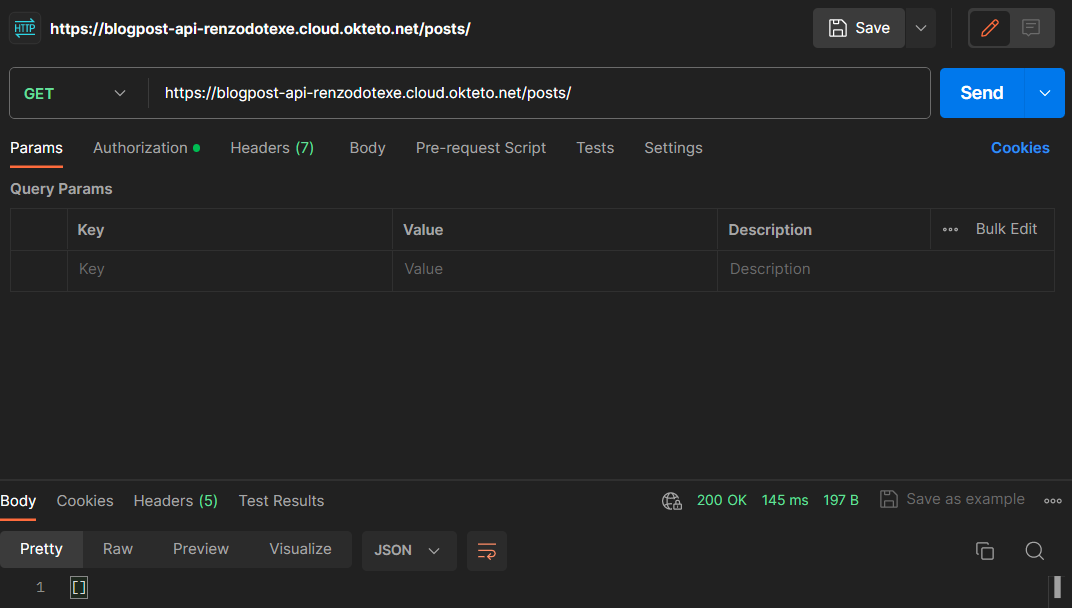 HTTP https://blogpost-api-renzodotexe.cloud.okteto.net/posts/ Save
GET https://blogpost-api-renzodotexe.cloud.okteto.net/posts/ Send
Params Authorization Headers (7) Body Pre-request Script Tests Settings Cookies
Query Params
Key Value Description Bulk Edit
Key Value Description
Body Cookies Headers (5) Test Results 200 OK 145 ms 197 B Save as example
Pretty Raw Preview Visualize JSON
1 []